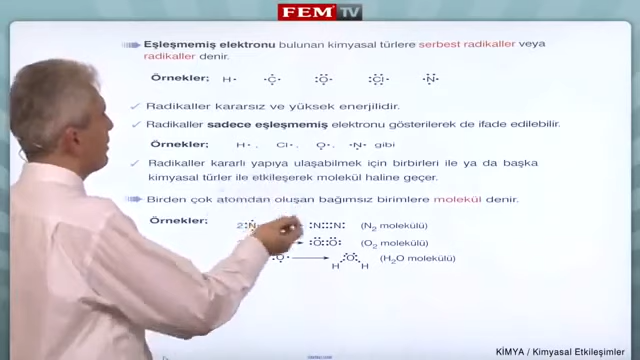 FEM TV
Eşleşmemiş elektronu bulunan kimyasal türlere serbest radikaller veya
radikaller denir.
Örnekler; H· ·C· :O· :Cl· ·N·
✓ Radikaller kararsız ve yüksek enerjilidir.
✓ Radikaller sadece eşleşmemiş elektronu gösterilerek de ifade edilebilir.
Örnekler; H· , Cl· , O· , ·N· gibi
✓ Radikaller kararlı yapıya ulaşabilmek için birbirleri ile ya da başka
kimyasal türler ile etkileşerek molekül haline geçer.
Birden çok atomdan oluşan bağımsız birimlere molekül denir.
Örnekler; 2·N· :N:::N: (N₂ molekülü)
:O::O: (O₂ molekülü)
O· → O (H₂O molekülü)
H H
KİMYA / Kimyasal Etkileşimler